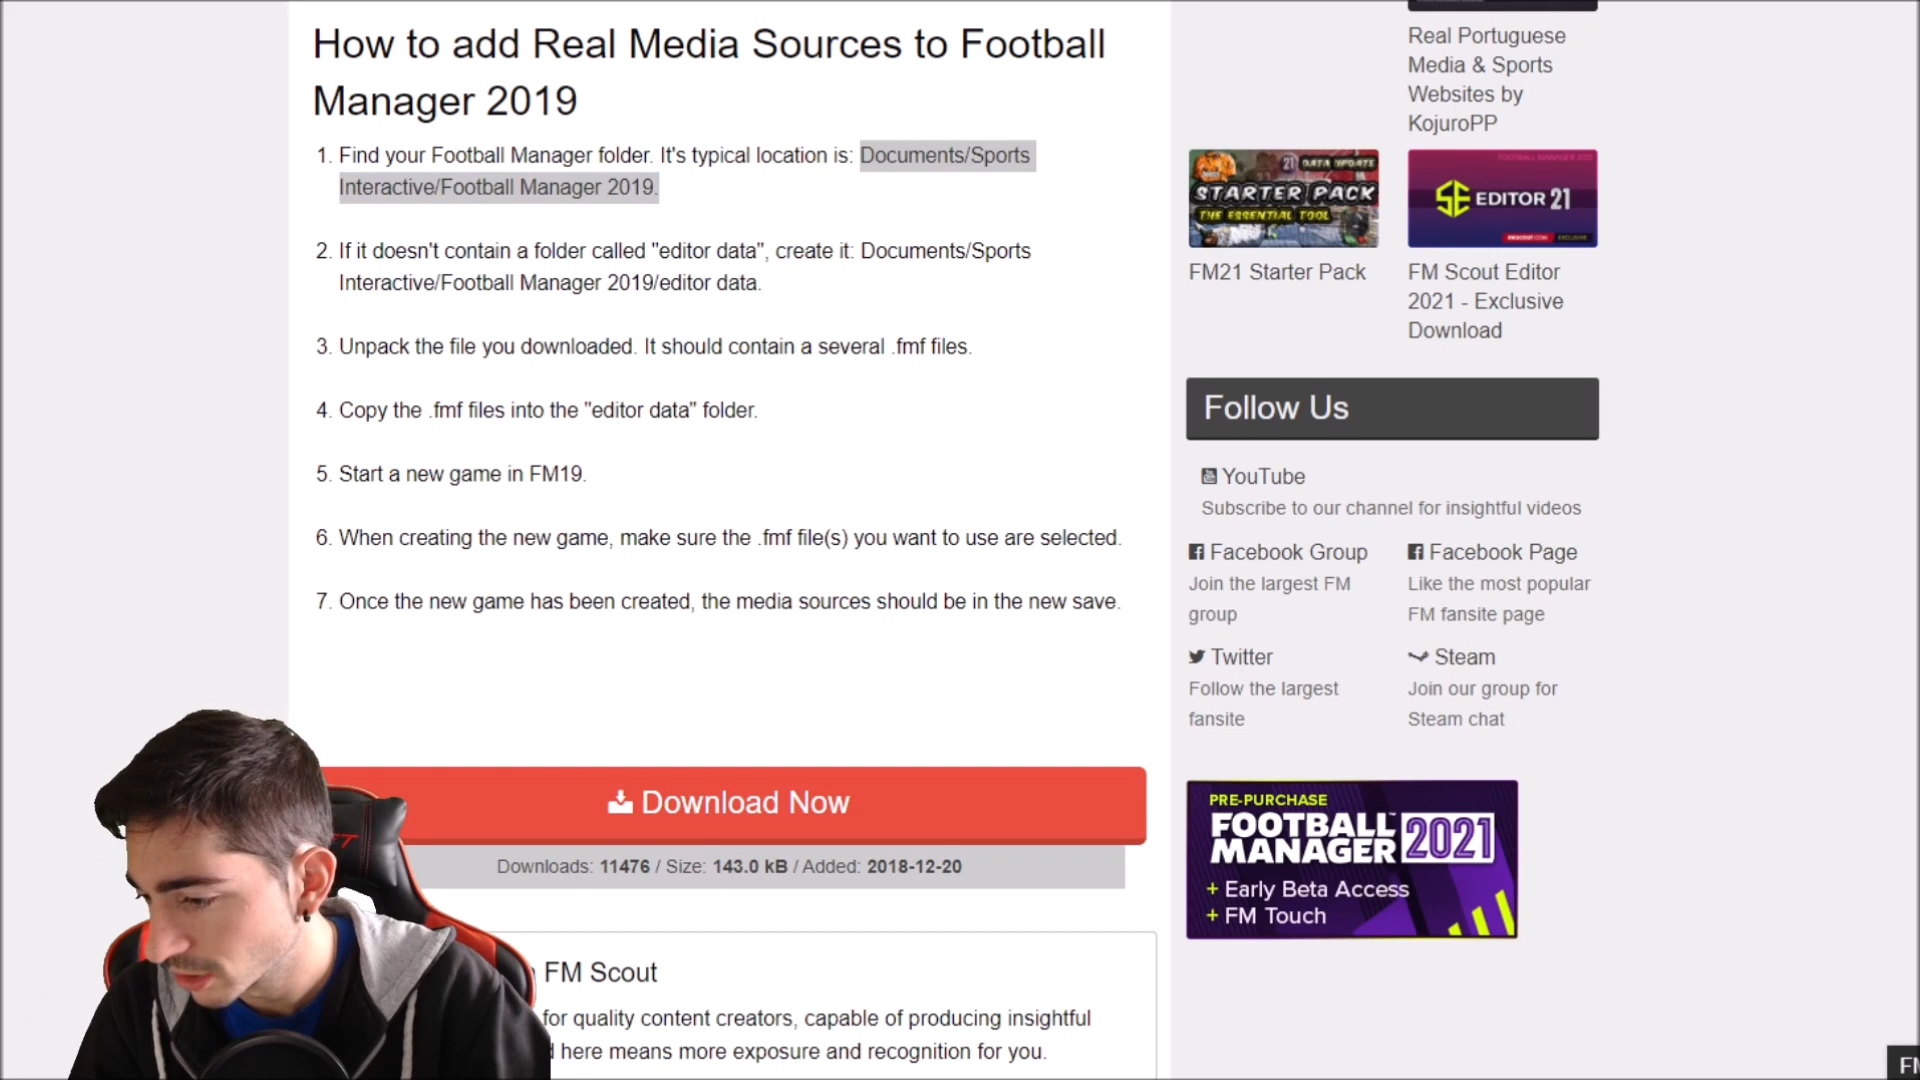 How to add Real Media Sources to Football
Manager 2019
1. Find your Football Manager folder. It's typical location is: Documents/Sports
Interactive/Football Manager 2019.
2. If it doesn't contain a folder called "editor data", create it: Documents/Sports
Interactive/Football Manager 2019/editor data.
3. Unpack the file you downloaded. It should contain a several .fmf files.
4. Copy the .fmf files into the "editor data" folder.
5. Start a new game in FM19.
6. When creating the new game, make sure the .fmf file(s) you want to use are selected.
7. Once the new game has been created, the media sources should be in the new save.
Download Now
Downloads: 11476 / Size: 143.0 kB / Added: 2018-12-20
FM Scout
for quality content creators, capable of producing insightful
here means more exposure and recognition for you.
Real Portuguese
Media & Sports
Websites by
KojuroPP
21 DATA UPDATE
STARTER PACK
THE ESSENTIAL TOOL
FM21 Starter Pack
FOOTBALL MANAGER 2021
SE EDITOR 21
EXCLUSIVE
FM Scout Editor
2021 - Exclusive
Download
Follow Us
YouTube
Subscribe to our channel for insightful videos
Facebook Group
Join the largest FM
group
Facebook Page
Like the most popular
FM fansite page
Twitter
Follow the largest
fansite
Steam
Join our group for
Steam chat
PRE-PURCHASE
FOOTBALL
MANAGER 2021
+ Early Beta Access
+ FM Touch